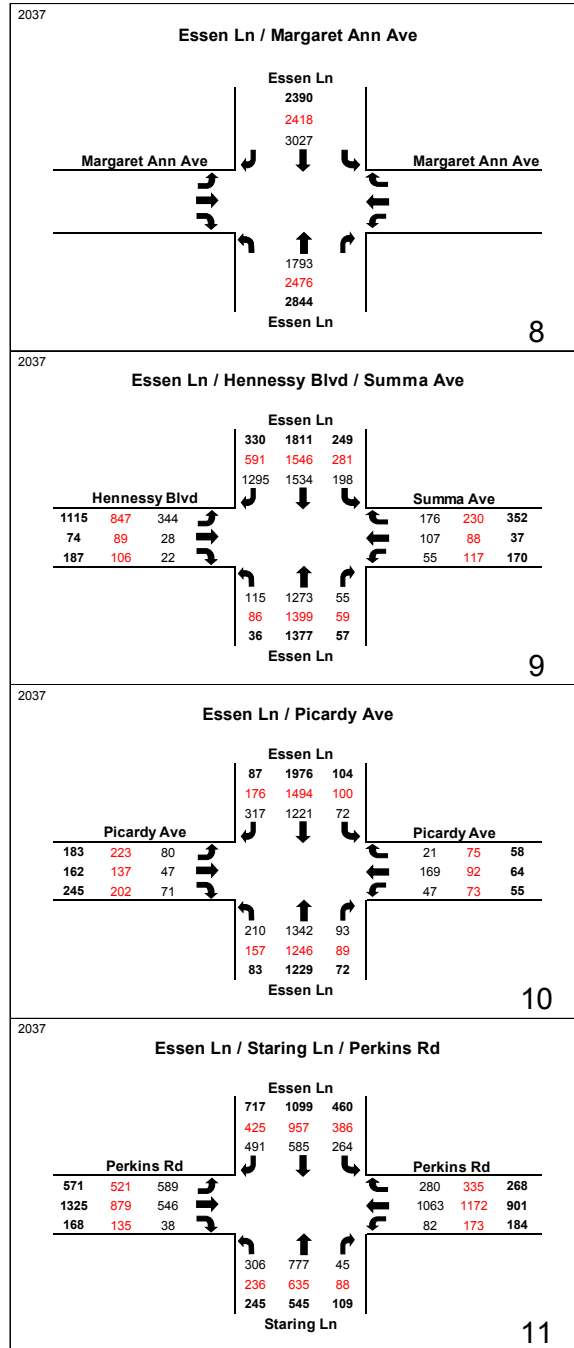 2037
Essen Ln / Margaret Ann Ave
Essen Ln
2390
2418
3027
Margaret Ann Ave Margaret Ann Ave
1793
2476
2844
Essen Ln
8
2037
Essen Ln / Hennessy Blvd / Summa Ave
Essen Ln
330 1811 249
591 1546 281
1295 1534 198
Hennessy Blvd Summa Ave
1115 847 344 176 230 352
74 89 28 107 88 37
187 106 22 55 117 170
115 1273 55
86 1399 59
36 1377 57
Essen Ln
9
2037
Essen Ln / Picardy Ave
Essen Ln
87 1976 104
176 1494 100
317 1221 72
Picardy Ave Picardy Ave
183 223 80 21 75 58
162 137 47 169 92 64
245 202 71 47 73 55
210 1342 93
157 1246 89
83 1229 72
Essen Ln
10
2037
Essen Ln / Staring Ln / Perkins Rd
Essen Ln
717 1099 460
425 957 386
491 585 264
Perkins Rd Perkins Rd
571 521 589 280 335 268
1325 879 546 1063 1172 901
168 135 38 82 173 184
306 777 45
236 635 88
245 545 109
Staring Ln
11